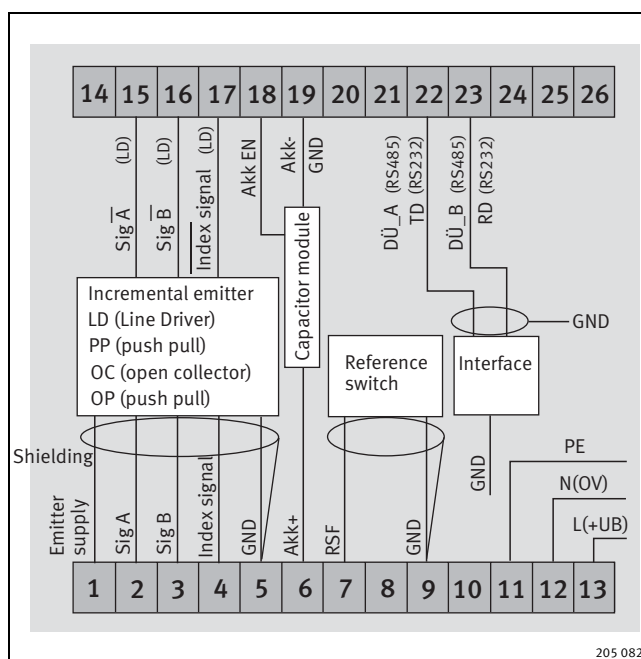 14 15 16 17 18 19 20 21 22 23 24 25 26
Sig A̅ (LD)
Sig B̅ (LD)
I̅n̅d̅e̅x̅ signal (LD)
Akk EN
Akk-
GND
DÜ_A (RS485)
TD (RS232)
DÜ_B (RS485)
RD (RS232)
Incremental emitter
LD (Line Driver)
PP (push pull)
OC (open collector)
OP (push pull)
Capacitor module
Reference
switch
Interface
GND
Shielding
Emitter
supply
Sig A
Sig B
Index signal
GND
Akk+
RSF
GND
GND
PE
N(OV)
L(+UB)
1 2 3 4 5 6 7 8 9 10 11 12 13
205 082